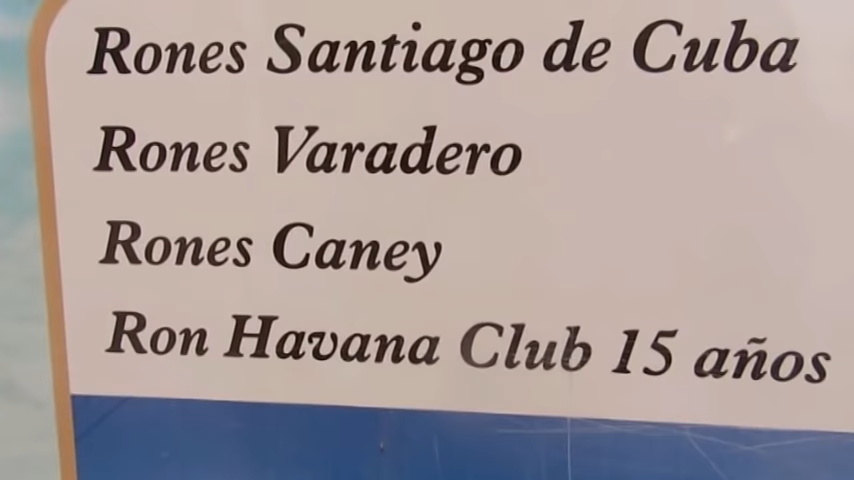 Rones Santiago de Cuba
Rones Varadero
Rones Caney
Ron Havana Club 15 años